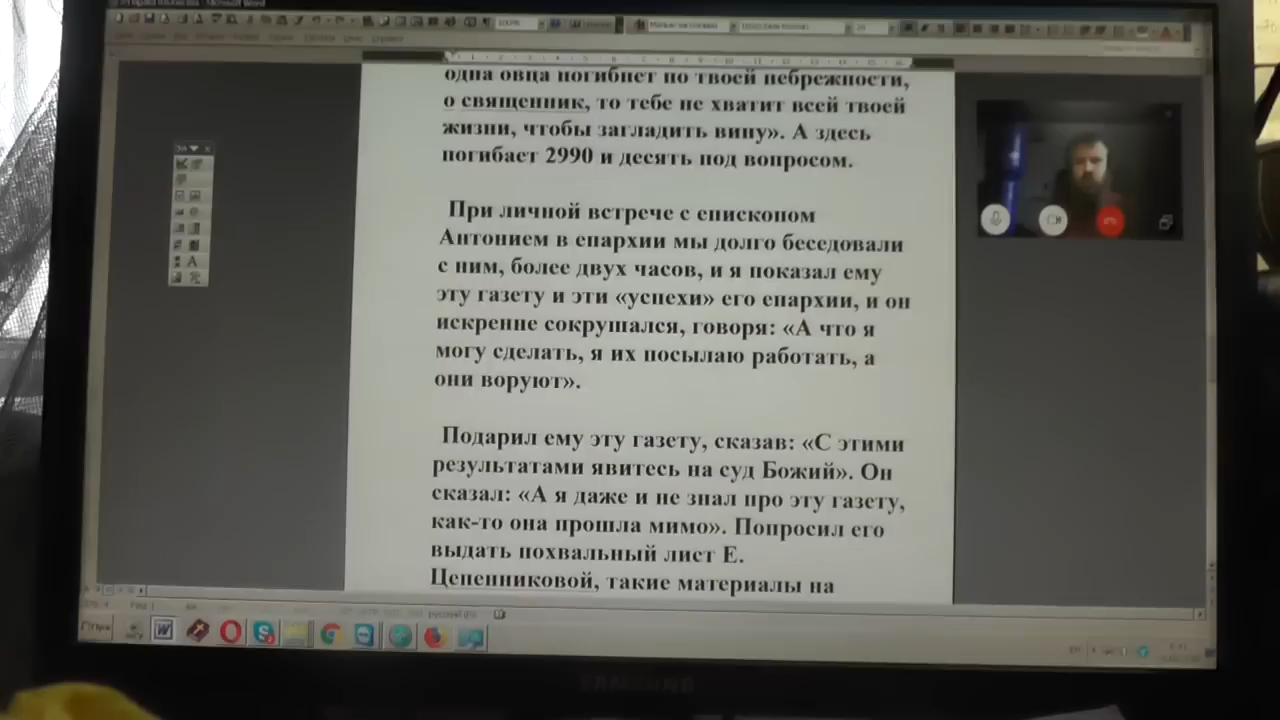 одна овца погибнет по твоей небрежности,
о священник, то тебе не хватит всей твоей
жизни, чтобы загладить вину». А здесь
погибает 2990 и десять под вопросом.
При личной встрече с епископом
Антонием в епархии мы долго беседовали
с ним, более двух часов, и я показал ему
эту газету и эти «успехи» его епархии, и он
искренне сокрушался, говоря: «А что я
могу сделать, я их посылаю работать, а
они воруют».
Подарил ему эту газету, сказав: «С этими
результатами явитесь на суд Божий». Он
сказал: «А я даже и не знал про эту газету,
как-то она прошла мимо». Попросил его
выдать похвальный лист Е.
Цепенниковой, такие материалы на
SAMSUNG